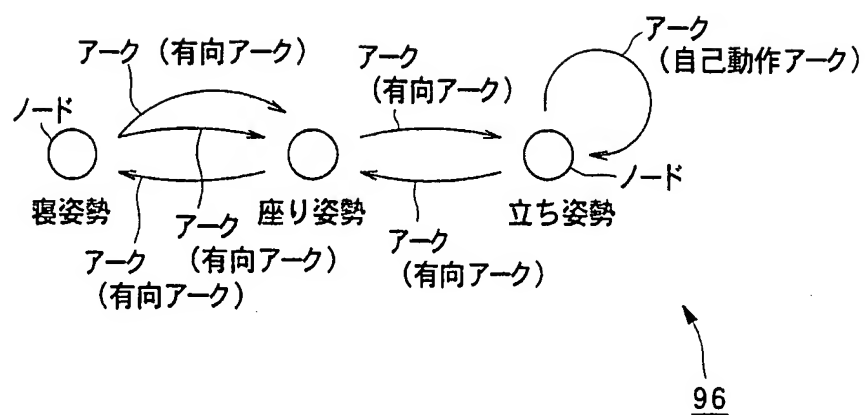 アーク
(自己動作アーク)
アーク (有向アーク)
アーク
(有向アーク)
ノード
ノード
寝姿勢
座り姿勢
立ち姿勢
アーク
(有向アーク)
アーク
(有向アーク)
アーク
(有向アーク)
96